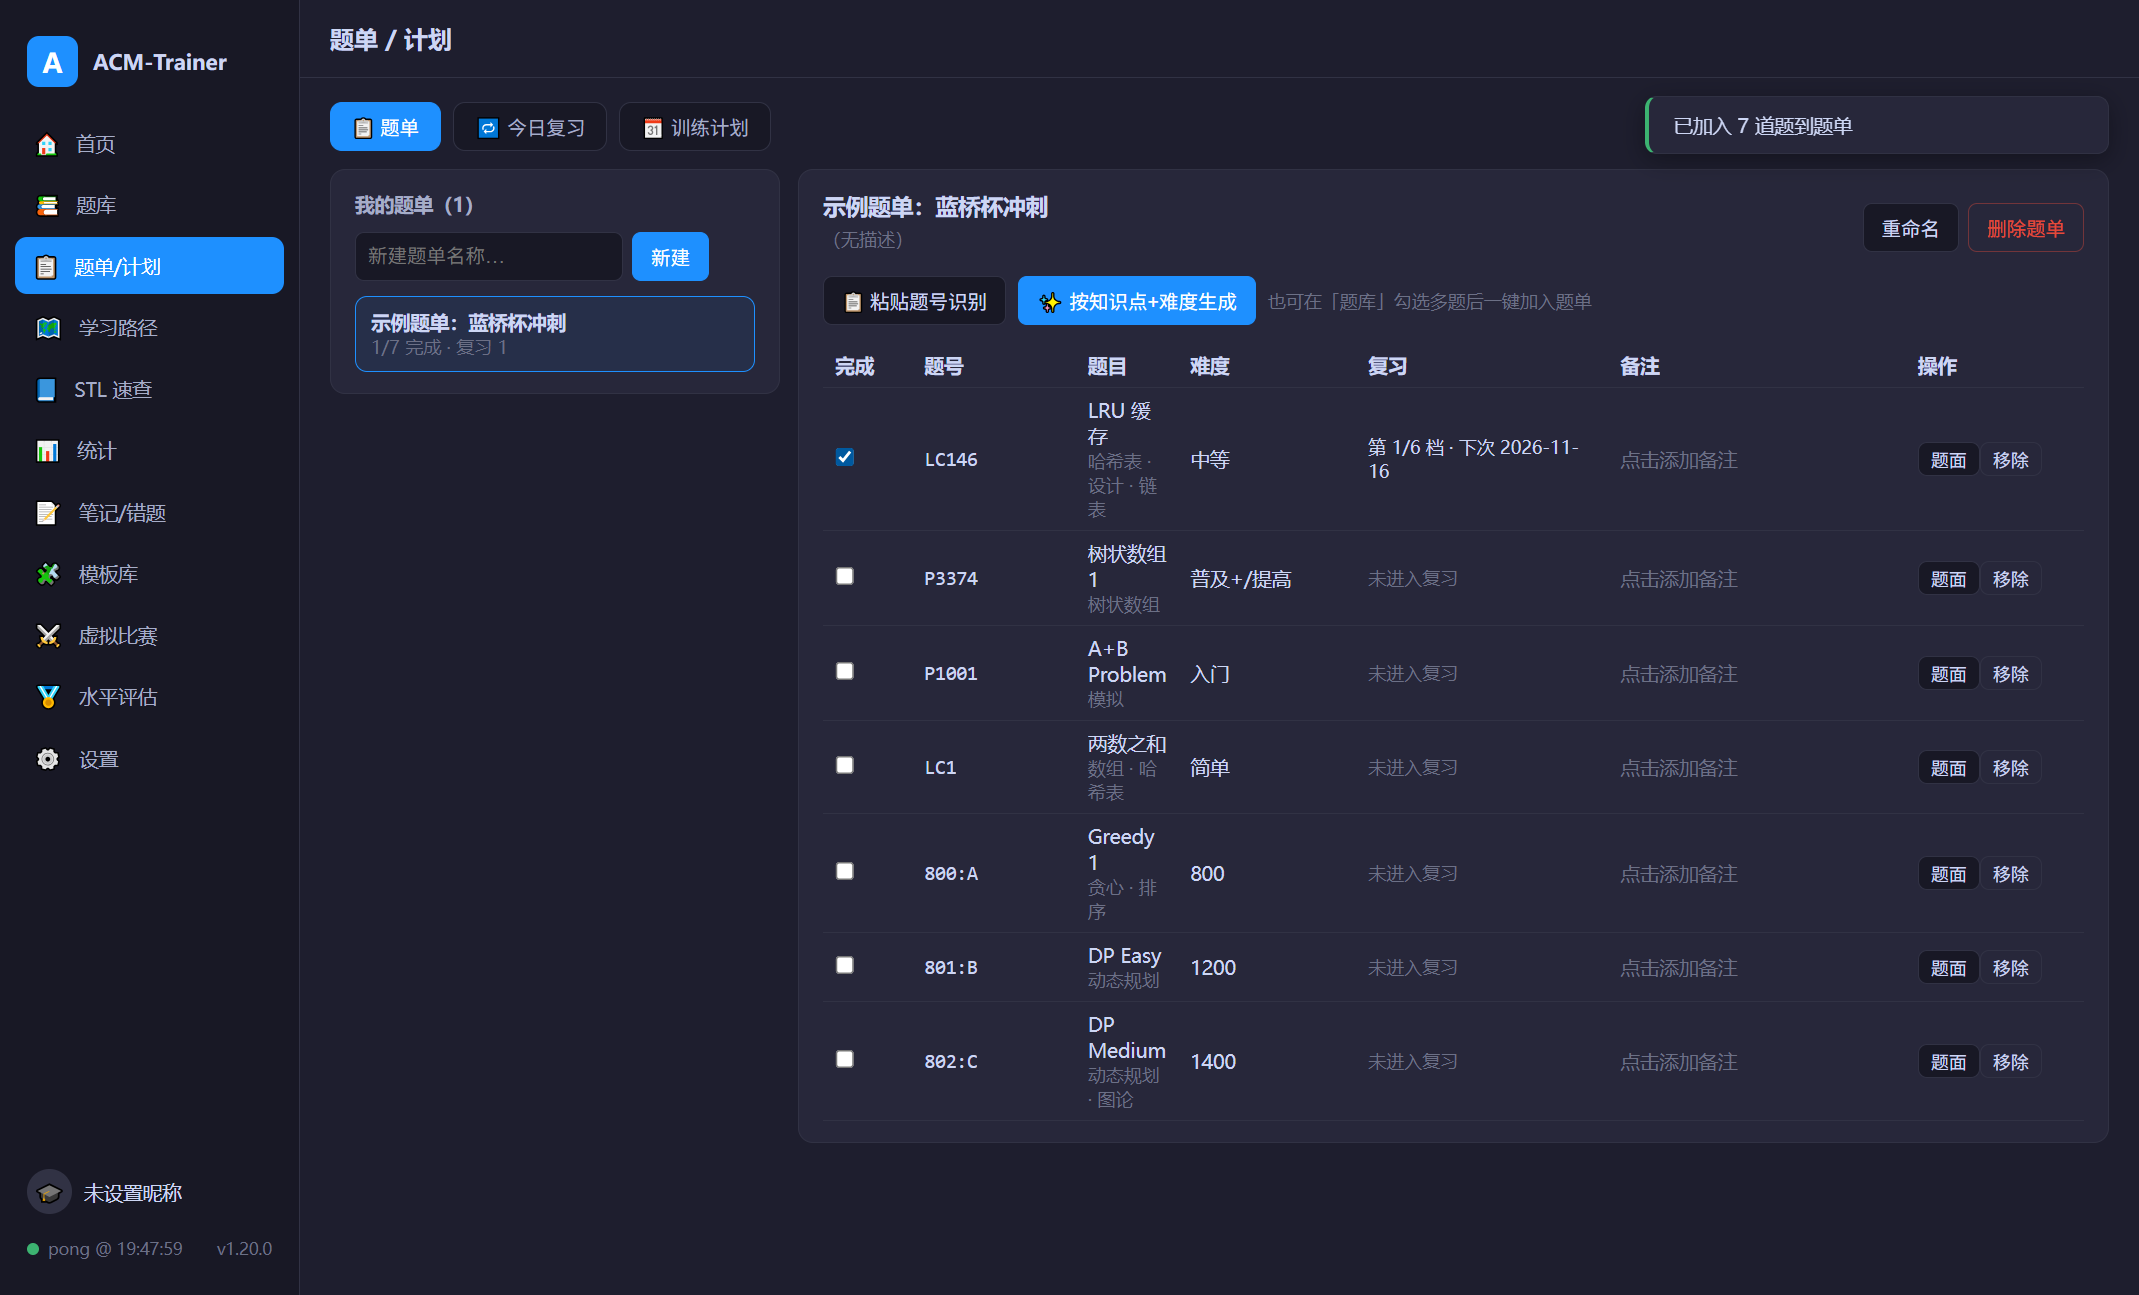 A ACM-Trainer
首页
题库
题单/计划
学习路径
STL 速查
统计
笔记/错题
模板库
虚拟比赛
水平评估
设置
未设置昵称
pong @ 19:47:59 v1.20.0
题单 / 计划
题单 今日复习 训练计划
已加入 7 道题到题单
我的题单（1）
新建题单名称... 新建
示例题单：蓝桥杯冲刺
1/7 完成 · 复习 1
示例题单：蓝桥杯冲刺
（无描述）
重命名 删除题单
粘贴题号识别 按知识点+难度生成 也可在「题库」勾选多题后一键加入题单
完成 题号 题目 难度 复习 备注 操作
LC146
LRU 缓
存
哈希表 ·
设计 · 链
表
中等
第 1/6 档 · 下次 2026-11-
16
点击添加备注 题面 移除
P3374
树状数组
1
树状数组
普及+/提高 未进入复习 点击添加备注 题面 移除
P1001
A+B
Problem
模拟
入门 未进入复习 点击添加备注 题面 移除
LC1
两数之和
数组 · 哈
希表
简单 未进入复习 点击添加备注 题面 移除
800:A
Greedy
1
贪心 · 排
序
800 未进入复习 点击添加备注 题面 移除
801:B
DP Easy
动态规划
1200 未进入复习 点击添加备注 题面 移除
802:C
DP
Medium
动态规划
· 图论
1400 未进入复习 点击添加备注 题面 移除